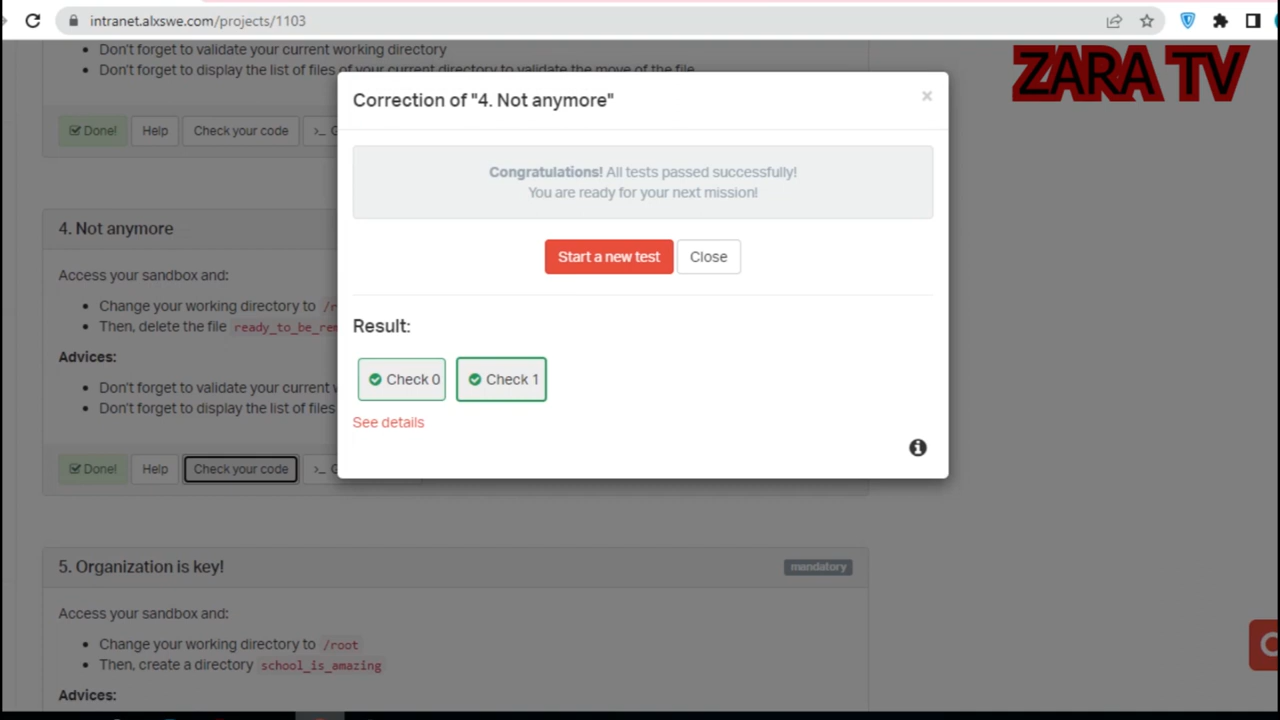 intranet.alxswe.com/projects/1103
Don't forget to validate your current working directory
Don't forget to display the list of files of your current directory to validate the move of the file
ZARA TV
Correction of "4. Not anymore"
×
Done!
Help
Check your code
>_
Congratulations! All tests passed successfully!
You are ready for your next mission!
4. Not anymore
Start a new test
Close
Access your sandbox and:
Change your working directory to
Then, delete the file
Result:
Advices:
Check 0
Check 1
Don't forget to validate your current
Don't forget to display the list of files
See details
Done!
Help
Check your code
>_
5. Organization is key!
mandatory
Access your sandbox and:
Change your working directory to /root
Then, create a directory school_is_amazing
Advices: